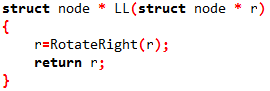 struct node * LL(struct node * r)
{
    r=RotateRight(r);
    return r;
}